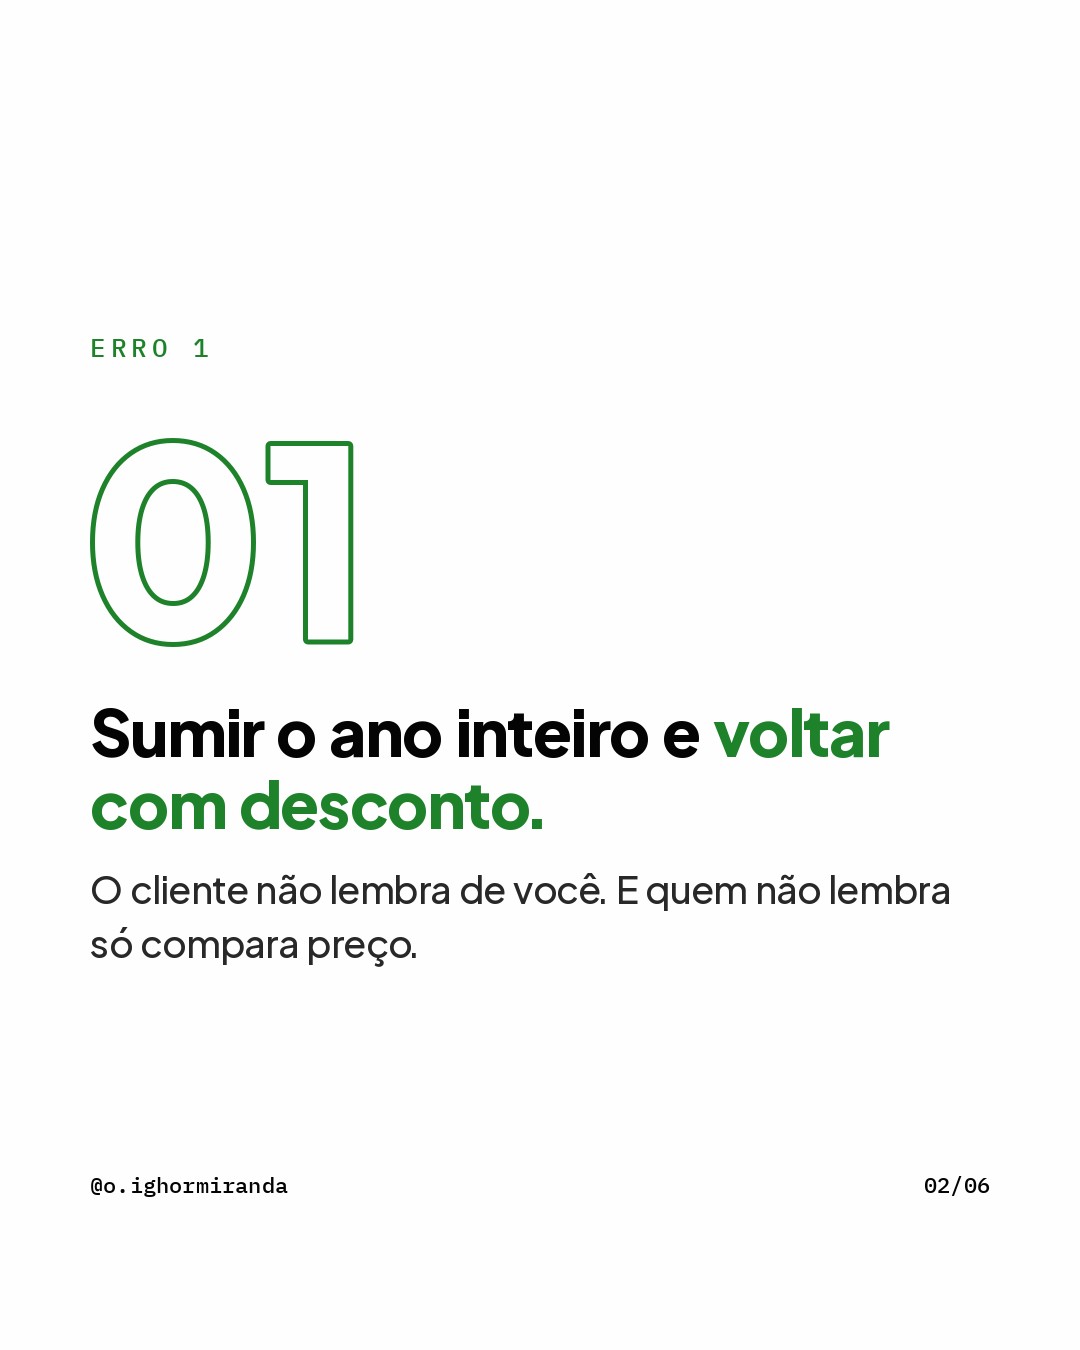 ERRO 1
01
Sumir o ano inteiro e voltar
com desconto.
O cliente não lembra de você. E quem não lembra
só compara preço.
@o.ighormiranda
02/06